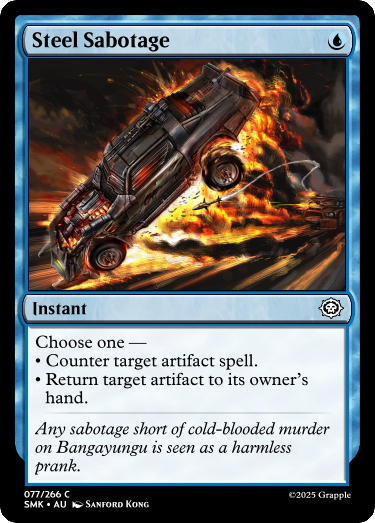 Steel Sabotage
Instant
Choose one —
• Counter target artifact spell.
• Return target artifact to its owner's
hand.
Any sabotage short of cold-blooded murder
on Bangayungu is seen as a harmless
prank.
077/266 C
SMK • AU Sanford Kong
©2025 Grapple